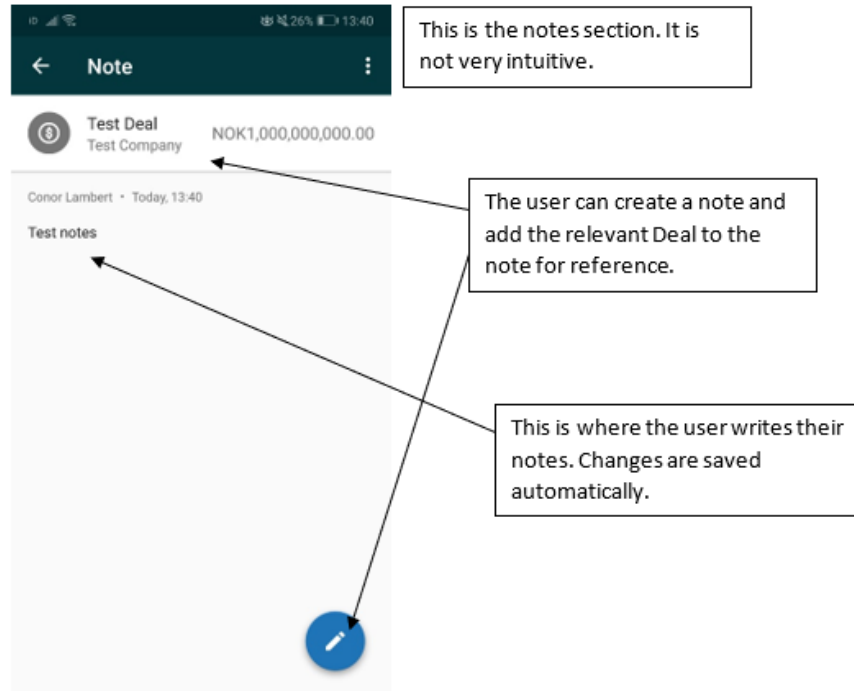 26% 13:40
Note
Test Deal
Test Company
NOK1,000,000,000.00
Conor Lambert • Today, 13:40
Test notes
This is the notes section. It is
not very intuitive.
The user can create a note and
add the relevant Deal to the
note for reference.
This is where the user writes their
notes. Changes are saved
automatically.